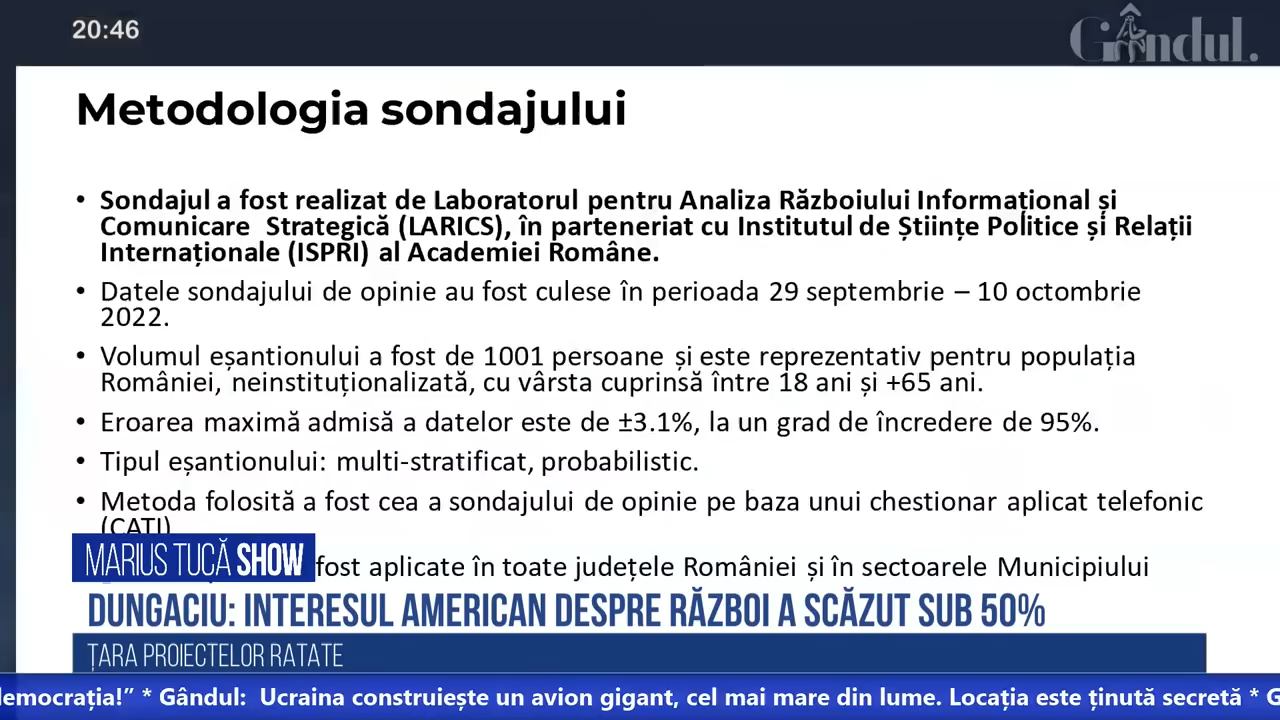 20:46
Gândul.
Metodologia sondajului
• Sondajul a fost realizat de Laboratorul pentru Analiza Războiului Informațional și
Comunicare Strategică (LARICS), în parteneriat cu Institutul de Științe Politice și Relații
Internaționale (ISPRI) al Academiei Române.
• Datele sondajului de opinie au fost culese în perioada 29 septembrie – 10 octombrie
2022.
• Volumul eșantionului a fost de 1001 persoane și este reprezentativ pentru populația
României, neinstituționalizată, cu vârsta cuprinsă între 18 ani și +65 ani.
• Eroarea maximă admisă a datelor este de ±3.1%, la un grad de încredere de 95%.
• Tipul eșantionului: multi-stratificat, probabilistic.
• Metoda folosită a fost cea a sondajului de opinie pe baza unui chestionar aplicat telefonic
(CATI)
fost aplicate în toate județele României și în sectoarele Municipiului
MARIUS TUCĂ SHOW
DUNGACIU: INTERESUL AMERICAN DESPRE RĂZBOI A SCĂZUT SUB 50%
ȚARA PROIECTELOR RATATE
democrația!” * Gândul: Ucraina construiește un avion gigant, cel mai mare din lume. Locația este ținută secretă * G